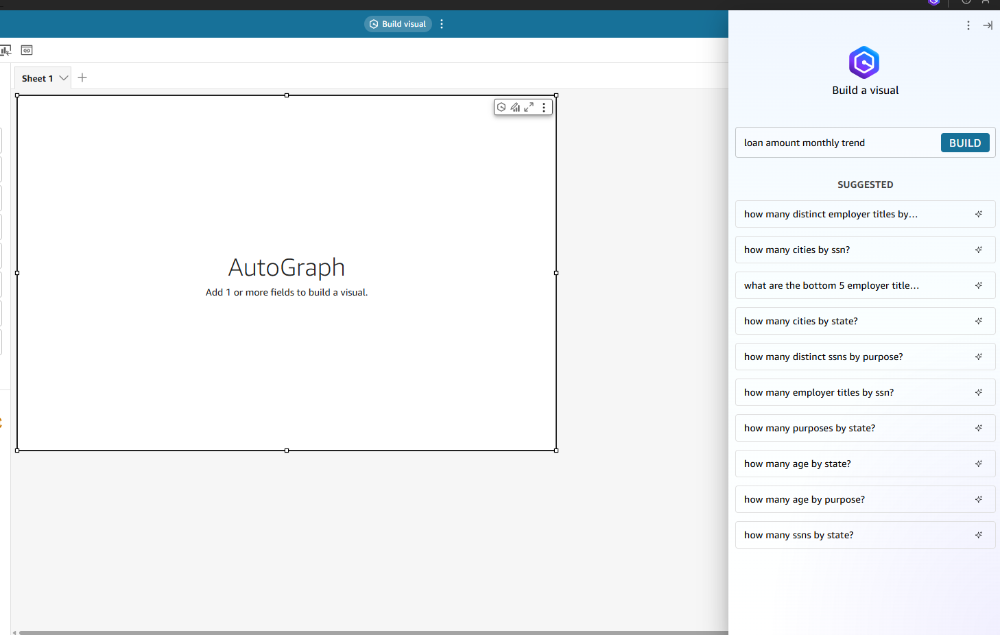 Build visual
Sheet 1
AutoGraph
Add 1 or more fields to build a visual.
Build a visual
loan amount monthly trend
BUILD
SUGGESTED
how many distinct employer titles by...
how many cities by ssn?
what are the bottom 5 employer title...
how many cities by state?
how many distinct ssns by purpose?
how many employer titles by ssn?
how many purposes by state?
how many age by state?
how many age by purpose?
how many ssns by state?